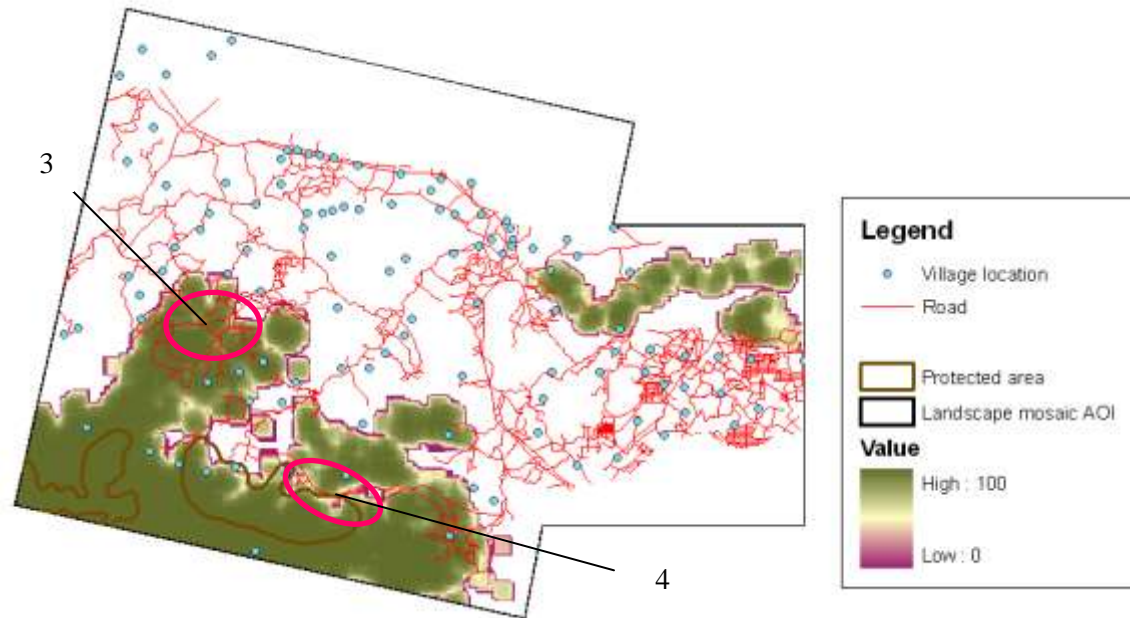 3
4
Legend
Village location
Road
Protected area
Landscape mosaic AOI
Value
High : 100
Low : 0